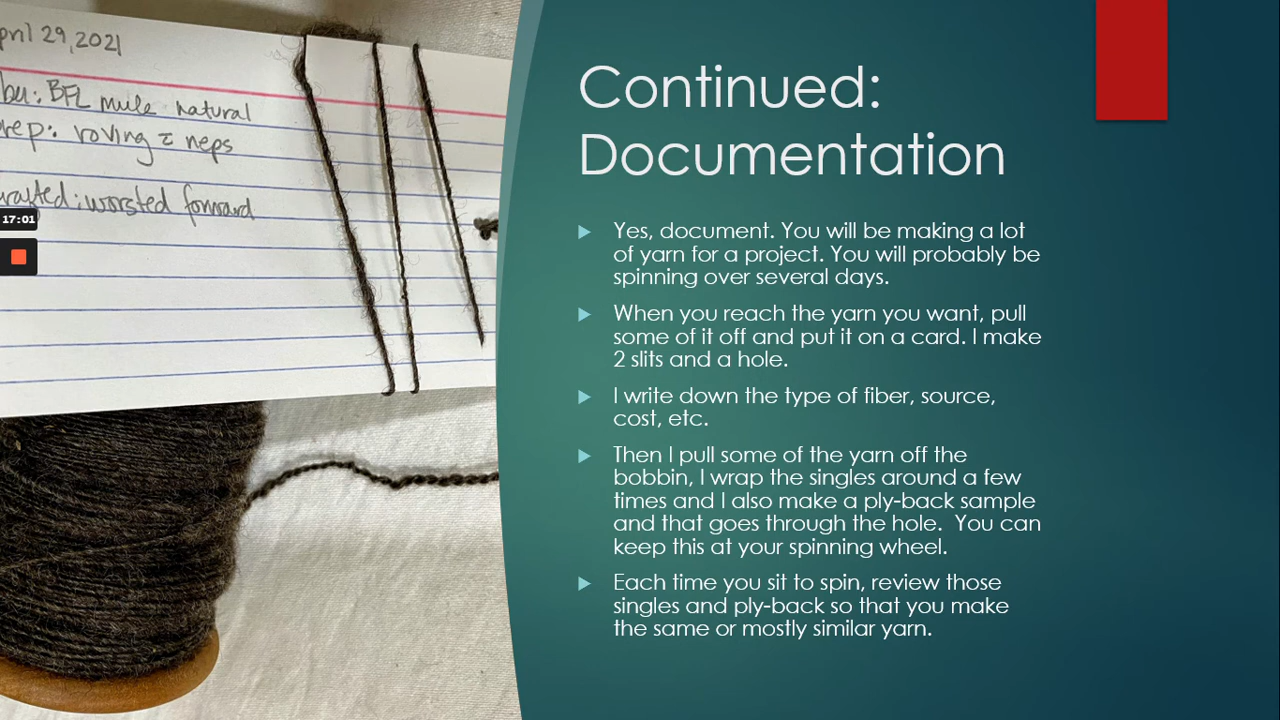 pril 29, 2021
ber: BFL mule natural
rep: roving z neps
rafted: worsted forward
17:01
Continued:
Documentation
Yes, document. You will be making a lot
of yarn for a project. You will probably be
spinning over several days.
When you reach the yarn you want, pull
some of it off and put it on a card. I make
2 slits and a hole.
I write down the type of fiber, source,
cost, etc.
Then I pull some of the yarn off the
bobbin, I wrap the singles around a few
times and I also make a ply-back sample
and that goes through the hole.  You can
keep this at your spinning wheel.
Each time you sit to spin, review those
singles and ply-back so that you make
the same or mostly similar yarn.